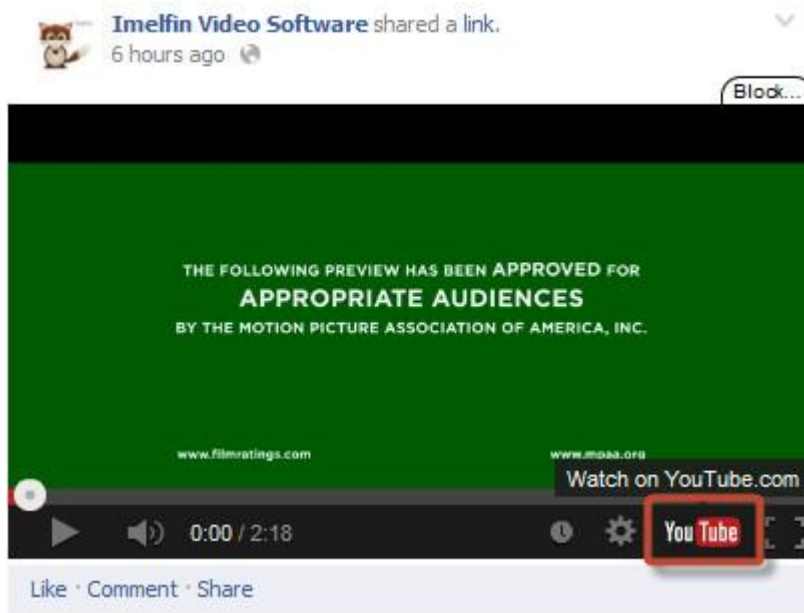 Imelfin Video Software shared a link.
6 hours ago
Block...
THE FOLLOWING PREVIEW HAS BEEN APPROVED FOR
APPROPRIATE AUDIENCES
BY THE MOTION PICTURE ASSOCIATION OF AMERICA, INC.
www.filmratings.com www.mpaa.org
Watch on YouTube.com
0:00 / 2:18 YouTube
Like · Comment · Share